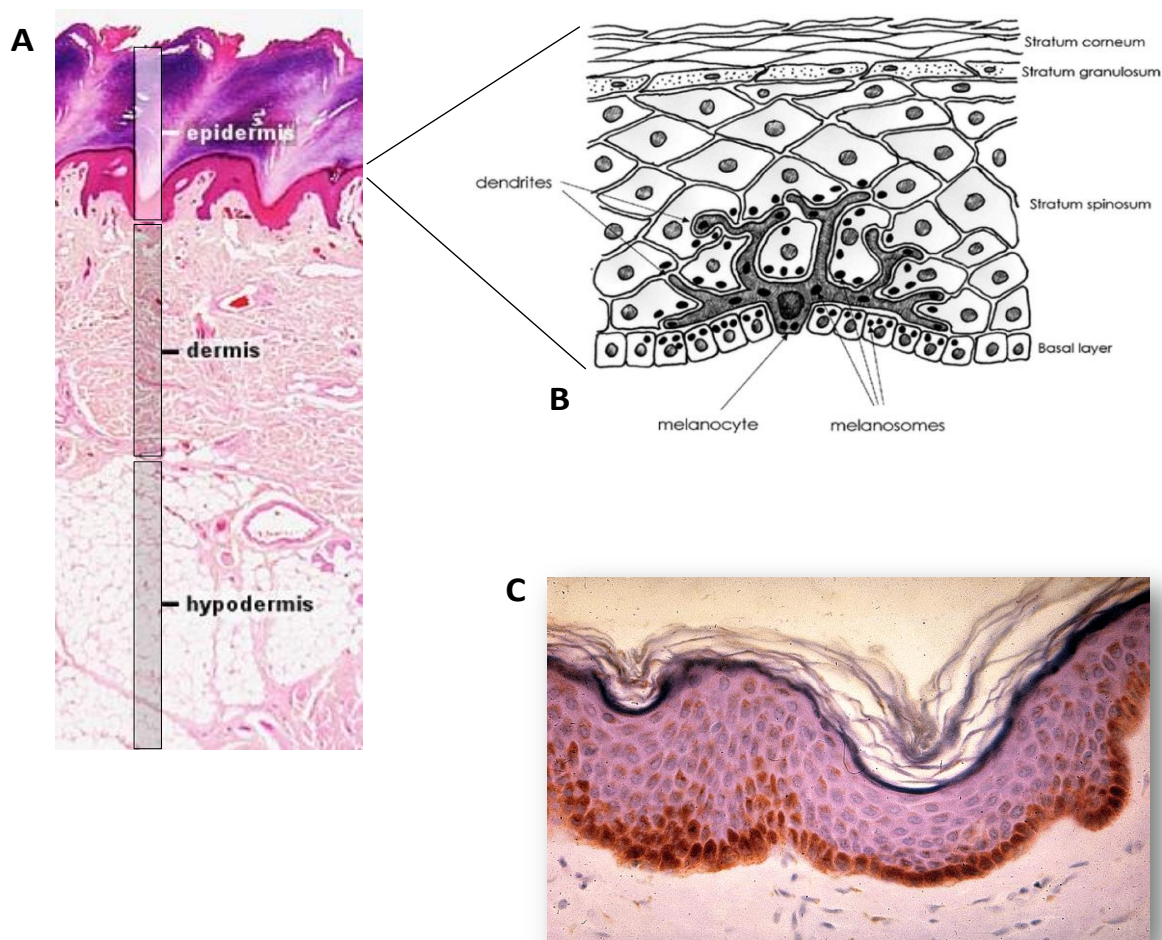 A
epidermis
dermis
hypodermis
Stratum corneum
Stratum granulosum
dendrites
Stratum spinosum
Basal layer
B
melanocyte
melanosomes
C